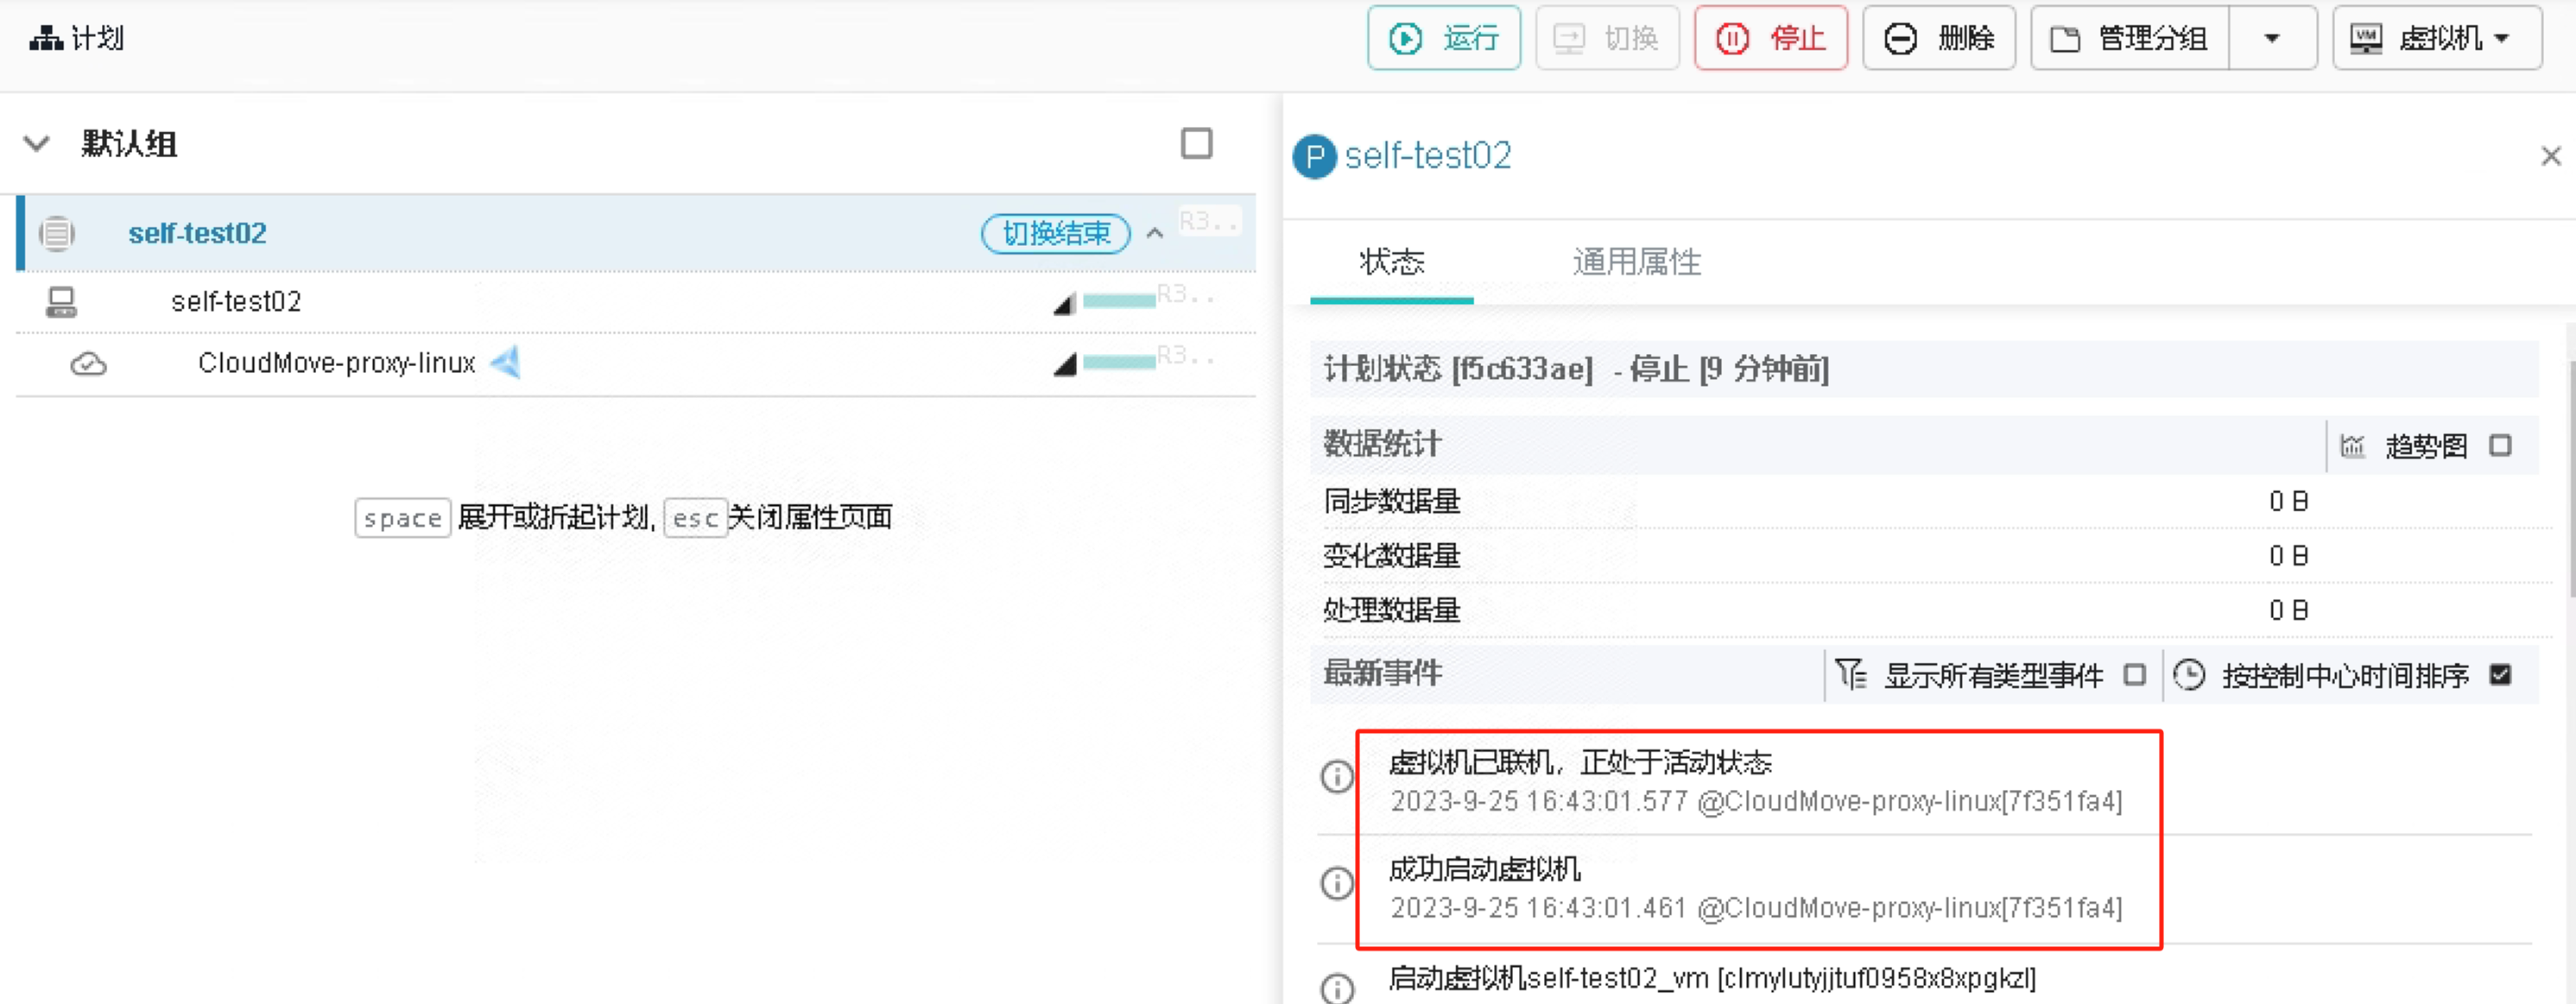 计划
运行
切换
停止
删除
管理分组
虚拟机
默认组
self-test02
切换结束
R3..
self-test02
R3..
CloudMove-proxy-linux
R3..
space 展开或折起计划, esc 关闭属性页面
P self-test02
状态
通用属性
计划状态 [f5c633ae] - 停止 [9 分钟前]
数据统计
趋势图
同步数据量 0 B
变化数据量 0 B
处理数据量 0 B
最新事件
显示所有类型事件
按控制中心时间排序
虚拟机已联机，正处于活动状态
2023-9-25 16:43:01.577 @CloudMove-proxy-linux[7f351fa4]
成功启动虚拟机
2023-9-25 16:43:01.461 @CloudMove-proxy-linux[7f351fa4]
启动虚拟机self-test02_vm [clmylutyjjtuf0958x8xpgkzl]